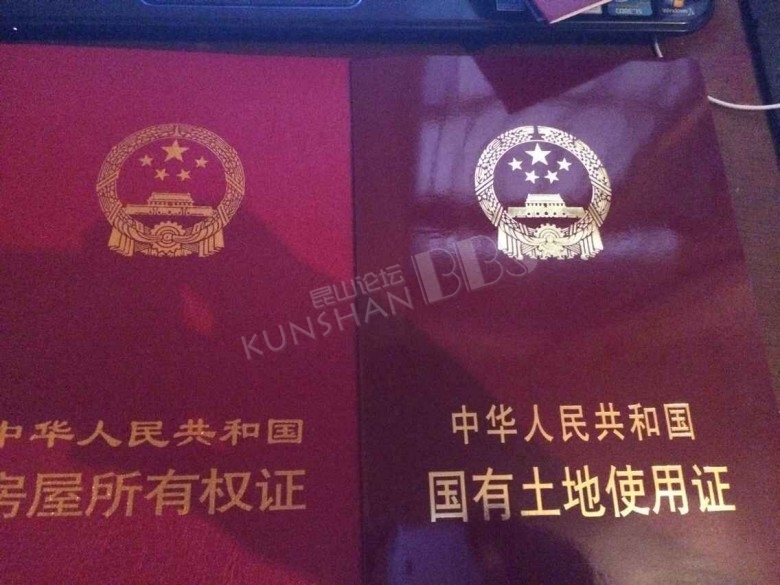 中华人民共和国
房屋所有权证
中华人民共和国
国有土地使用证
昆山论坛
KUNSHAN BBS